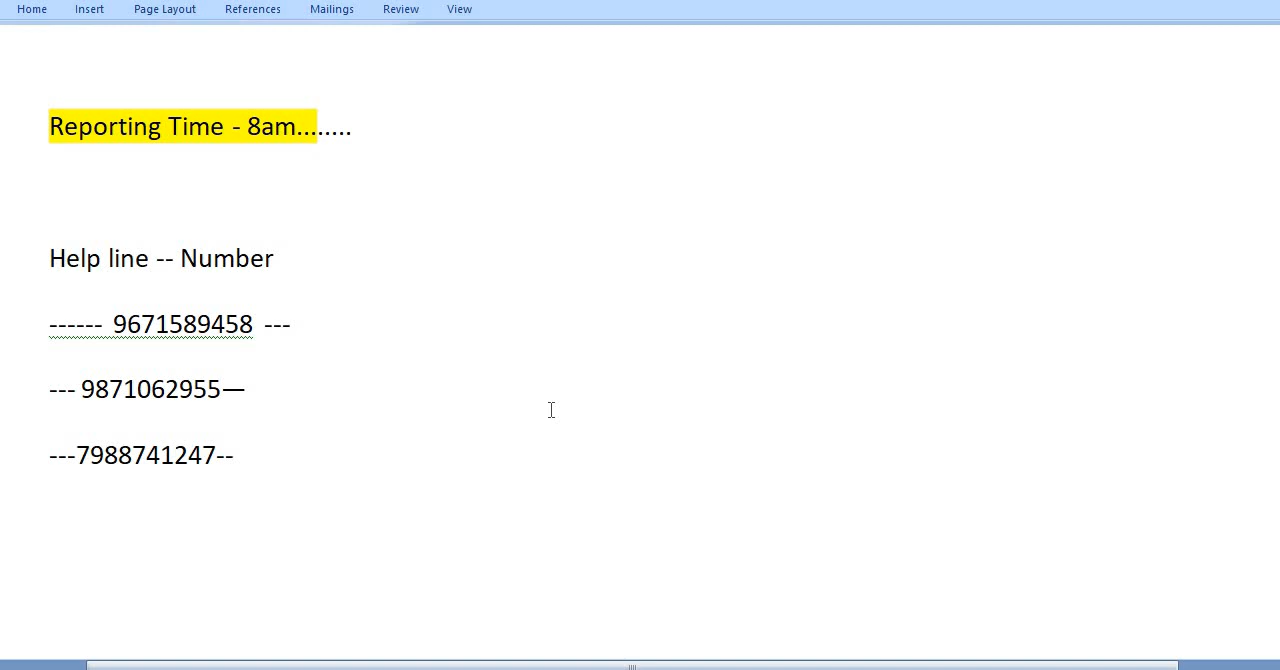 Home Insert Page Layout References Mailings Review View
Reporting Time - 8am........
Help line -- Number
------ 9671589458 ---
--- 9871062955—
---7988741247--